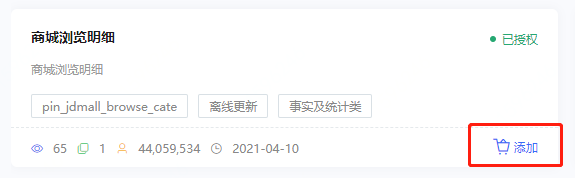 商城浏览明细
已授权
商城浏览明细
pin_jdmall_browse_cate 离线更新 事实及统计类
65 1 44,059,534 2021-04-10 添加